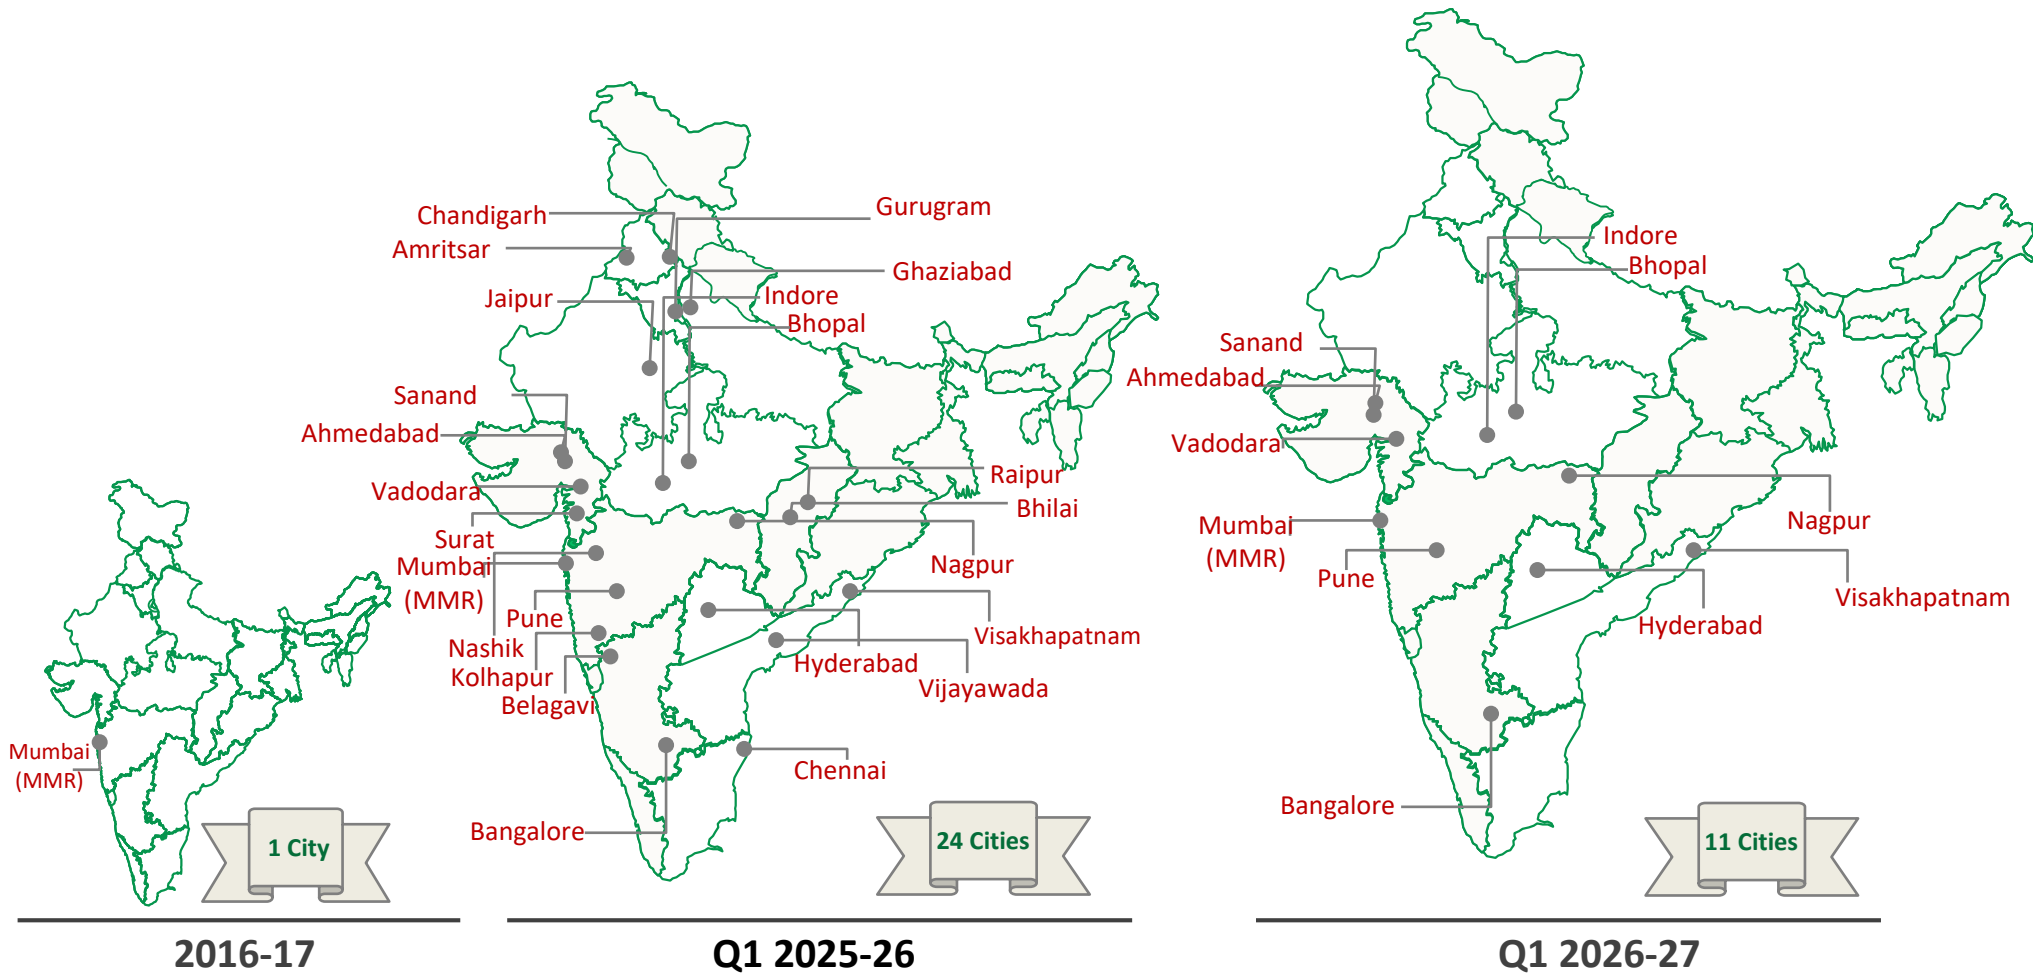 Mumbai
(MMR)
1 City
2016-17
Chandigarh
Gurugram
Amritsar
Ghaziabad
Jaipur
Indore
Bhopal
Sanand
Ahmedabad
Vadodara
Raipur
Bhilai
Surat
Mumbai
(MMR)
Nagpur
Pune
Nashik
Kolhapur
Belagavi
Visakhapatnam
Hyderabad
Vijayawada
Chennai
Bangalore
24 Cities
Q1 2025-26
Indore
Bhopal
Sanand
Ahmedabad
Vadodara
Mumbai
(MMR)
Nagpur
Pune
Visakhapatnam
Hyderabad
Bangalore
11 Cities
Q1 2026-27